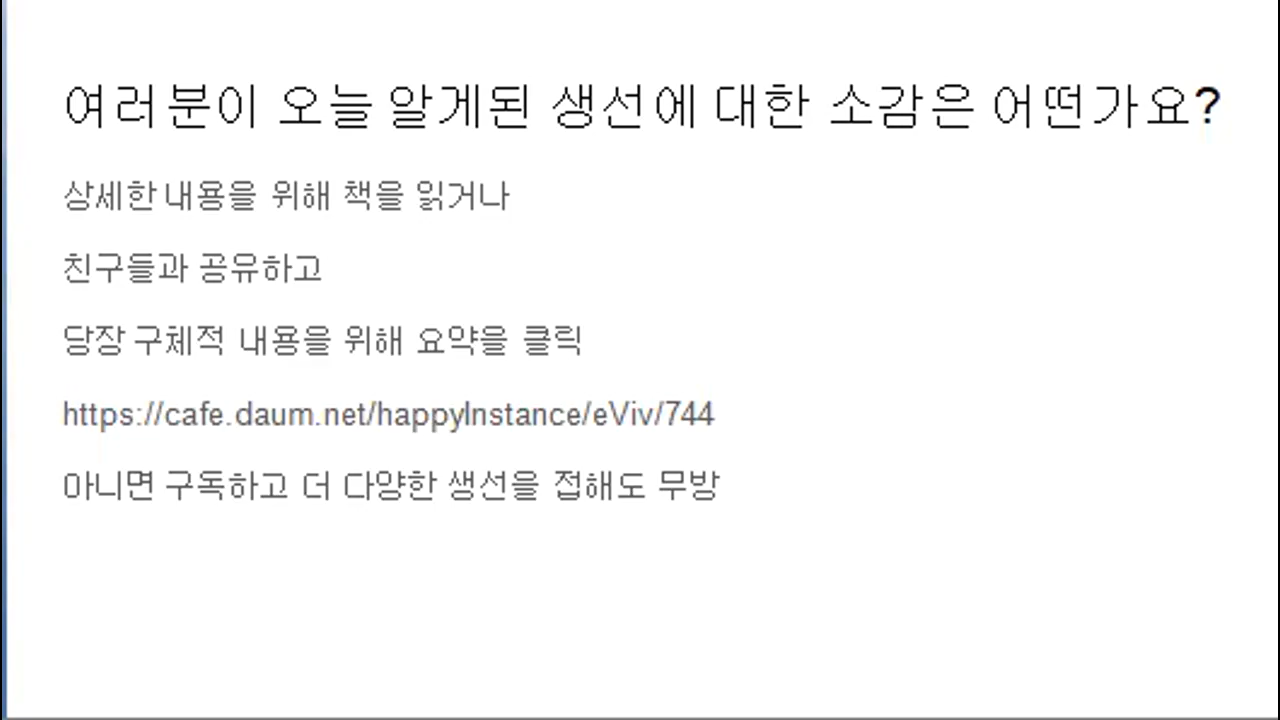 여러분이 오늘 알게된 생선에 대한 소감은 어떤가요?
상세한 내용을 위해 책을 읽거나
친구들과 공유하고
당장 구체적 내용을 위해 요약을 클릭
https://cafe.daum.net/happyInstance/eViv/744
아니면 구독하고 더 다양한 생선을 접해도 무방